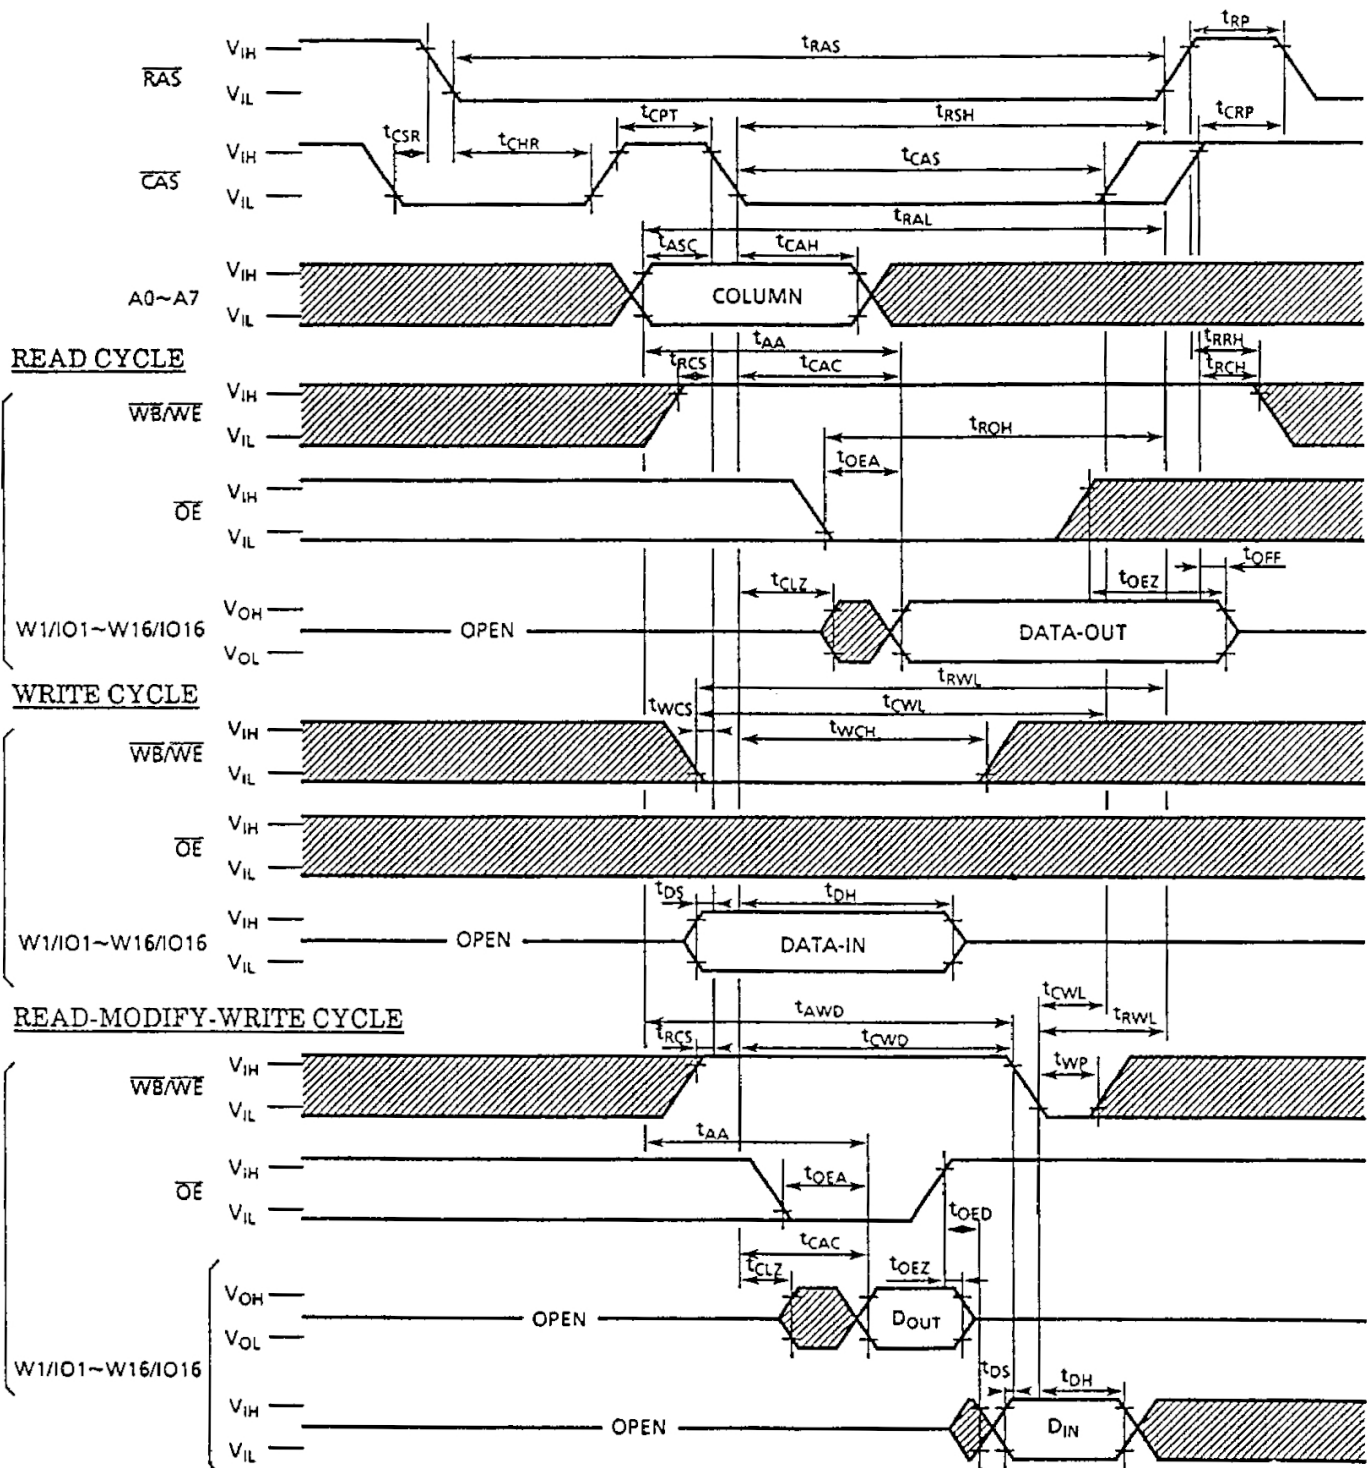 tRP
VIH
tRAS
RAS
VIL
tCPT tRSH tCRP
tCSR
VIH tCHR tCAS
CAS
VIL
tRAL
tASC tCAH
VIH
A0~A7 COLUMN
VIL
tAA tRRH
READ CYCLE tRCS tCAC tRCH
VIH
WB/WE
VIL tROH
tOEA
VIH
OE
VIL
tOFF
tCLZ tOEZ
VOH
W1/IO1~W16/IO16 OPEN DATA-OUT
VOL
tRWL
WRITE CYCLE
tWCS tCWL
VIH tWCH
WB/WE
VIL
VIH
OE
VIL
tDS tDH
VIH
W1/IO1~W16/IO16 OPEN DATA-IN
VIL
tCWL
READ-MODIFY-WRITE CYCLE tAWD tRWL
tRCS tCWD
VIH tWP
WB/WE
VIL
tAA
VIH tOEA
OE
VIL tOED
tCAC
tCLZ tOEZ
VOH
OPEN DOUT
VOL
W1/IO1~W16/IO16 tDS tDH
VIH
OPEN DIN
VIL